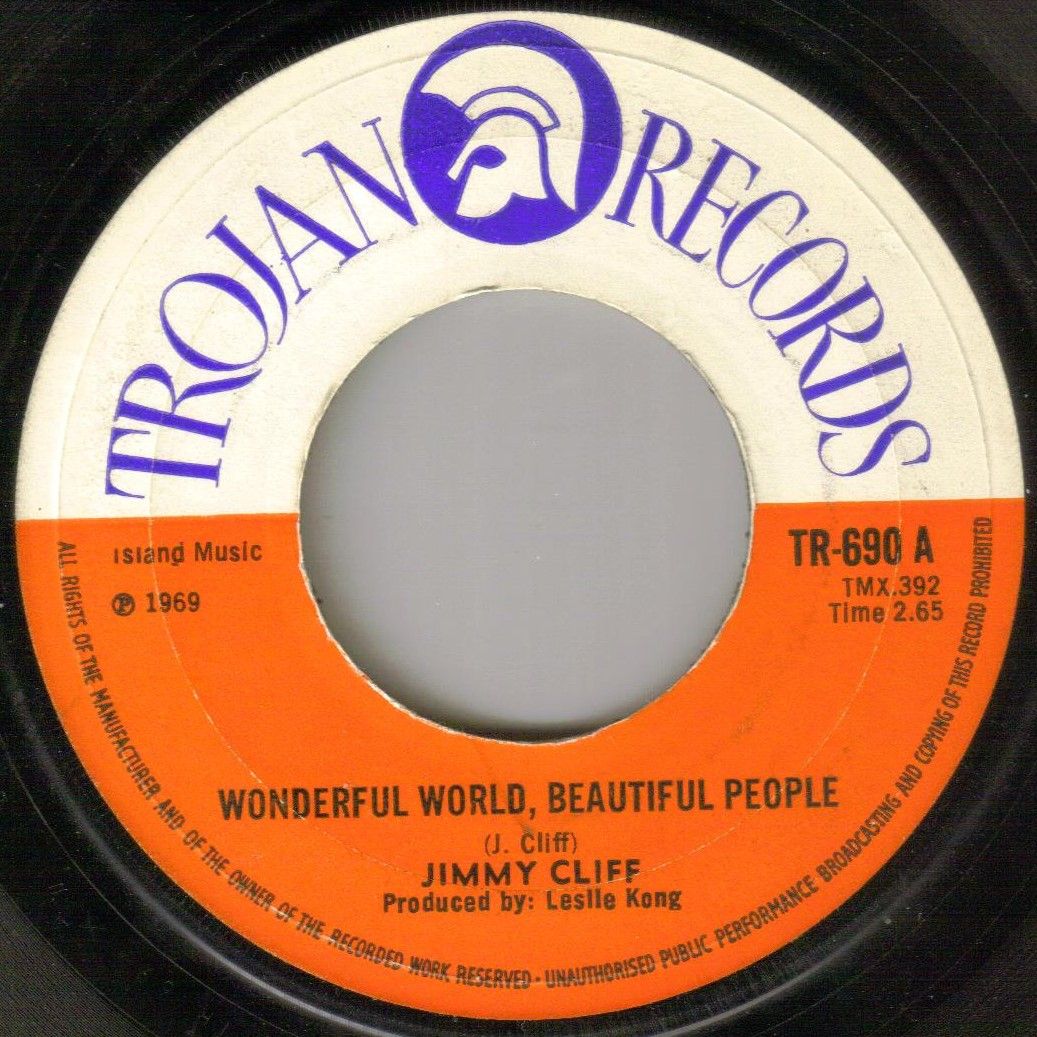 TROJAN RECORDS
Island Music
℗ 1969
TR-690 A
TMX.392
Time 2.65
WONDERFUL WORLD, BEAUTIFUL PEOPLE
(J. Cliff)
JIMMY CLIFF
Produced by: Leslie Kong
ALL RIGHTS OF THE MANUFACTURER AND OF THE OWNER OF THE RECORDED WORK RESERVED - UNAUTHORISED PUBLIC PERFORMANCE BROADCASTING AND COPYING OF THIS RECORD PROHIBITED